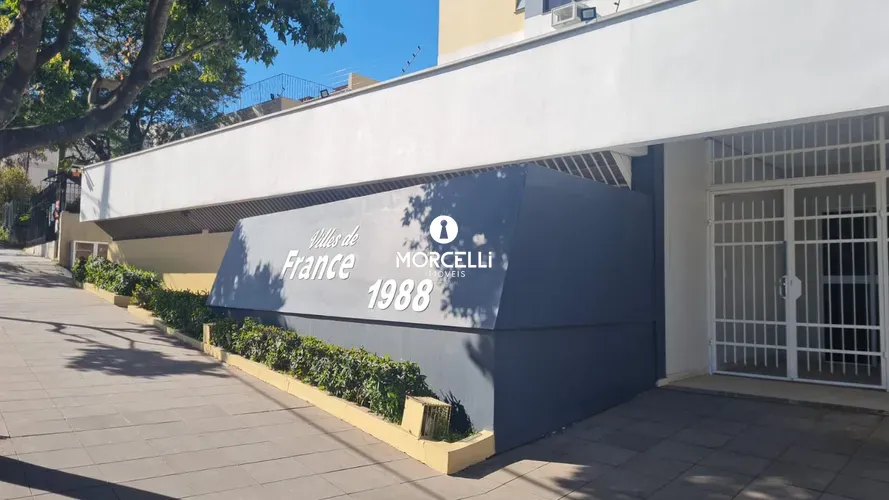 Villes de
France
1988
MORCELLI
IMÓVEIS